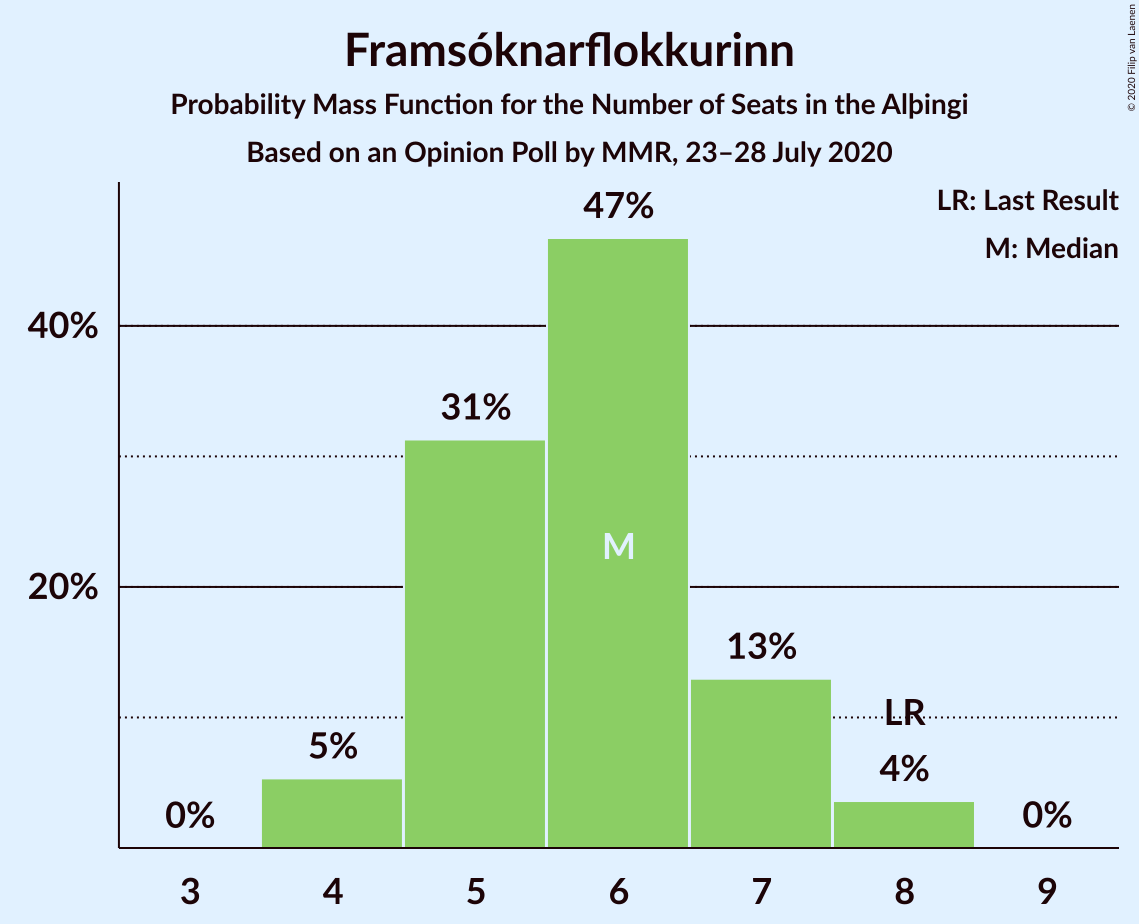 Framsóknarflokkurinn
Probability Mass Function for the Number of Seats in the Alþingi
Based on an Opinion Poll by MMR, 23–28 July 2020
© 2020 Filip van Laenen
LR: Last Result
M: Median
47%
40%
31%
M
20%
13%
LR
5%
4%
0%
0%
3 4 5 6 7 8 9